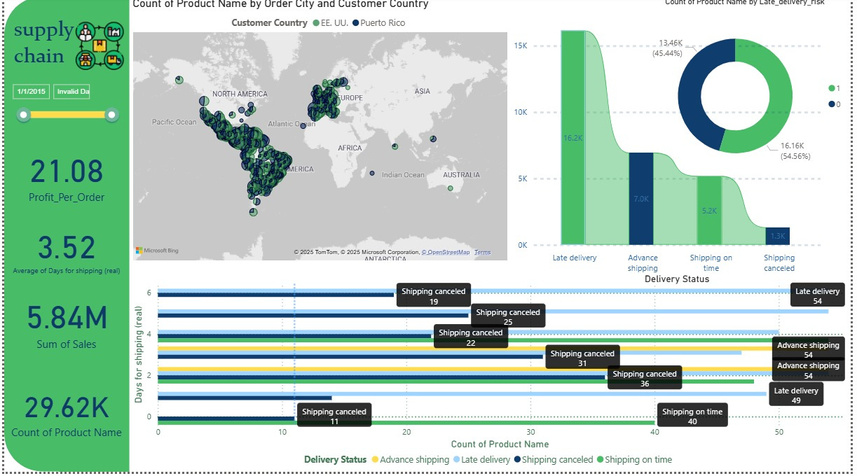 Count of Product Name by Order City and Customer Country
Customer Country EE. UU. Puerto Rico
supply
chain
1/1/2015 Invalid Da
21.08
Profit_Per_Order
3.52
Average of Days for shipping (real)
5.84M
Sum of Sales
29.62K
Count of Product Name
NORTH AMERICA
EUROPE
ASIA
Pacific Ocean
Atlantic Ocean
AFRICA
AMERICA
Indian Ocean
AUSTRALIA
Microsoft Bing
© 2025 TomTom, © 2025 Microsoft Corporation, © OpenStreetMap Terms
ANTARCTICA
Count of Product Name by Late_delivery_risk
15K
10K
5K
0K
13.46K
(45.44%)
16.16K
(54.56%)
1
0
16.2K
7.0K
5.2K
1.3K
Late delivery
Advance
shipping
Shipping on
time
Shipping
canceled
Delivery Status
Days for shipping (real)
6
4
2
0
Shipping canceled
19
Late delivery
54
Shipping canceled
25
Shipping canceled
22
Advance shipping
54
Shipping canceled
31
Advance shipping
54
Shipping canceled
36
Late delivery
49
Shipping canceled
11
Shipping on time
40
0 10 20 30 40 50
Count of Product Name
Delivery Status Advance shipping Late delivery Shipping canceled Shipping on time